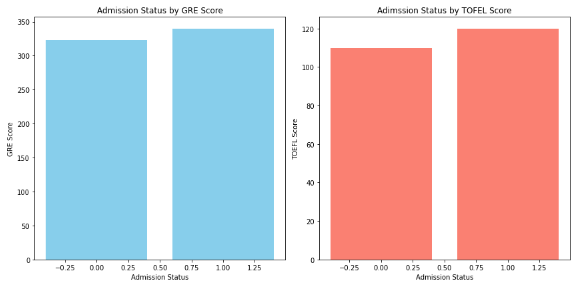 Admission Status by GRE Score
350
300
250
200
150
100
50
0
GRE Score
−0.25 0.00 0.25 0.50 0.75 1.00 1.25
Admission Status
Adimssion Status by TOFEL Score
120
100
80
60
40
20
0
TOEFL Score
−0.25 0.00 0.25 0.50 0.75 1.00 1.25
Admission Status